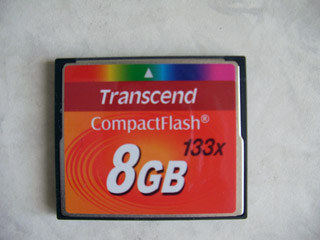 Transcend
CompactFlash®
133x
8GB